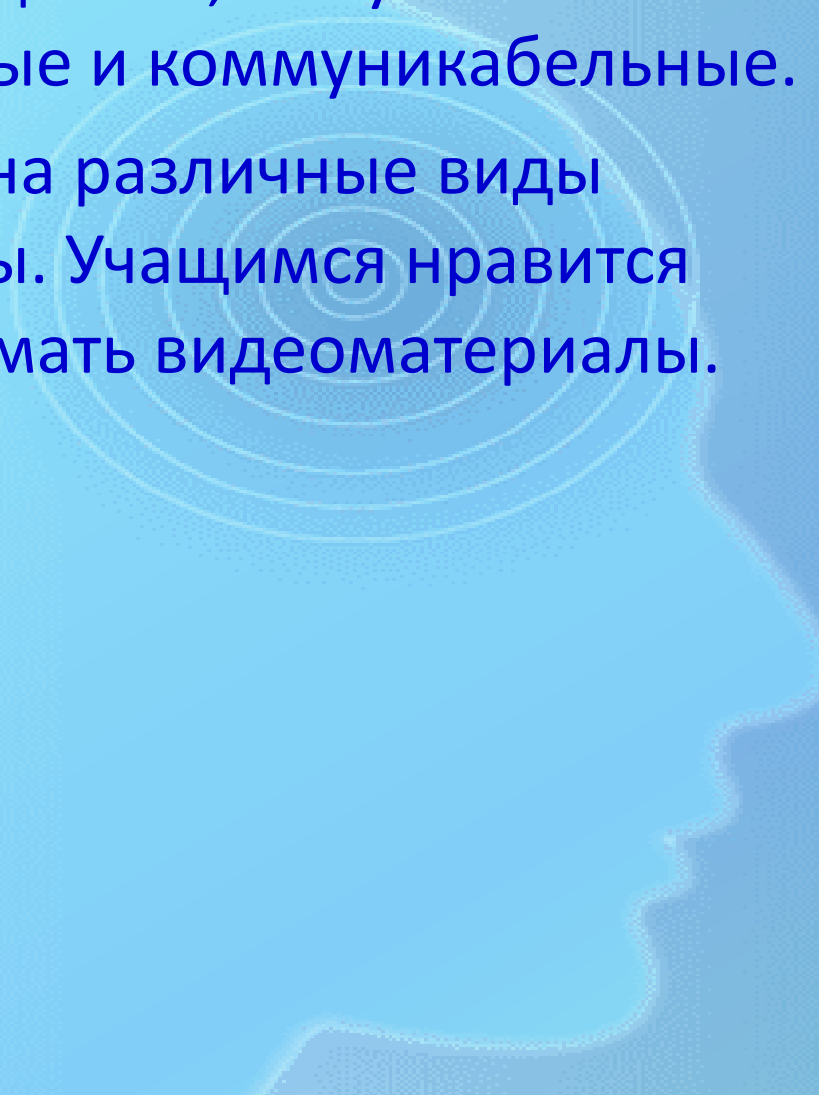 ые и коммуникабельные.
на различные виды
ы. Учащимся нравится
мать видеоматериалы.